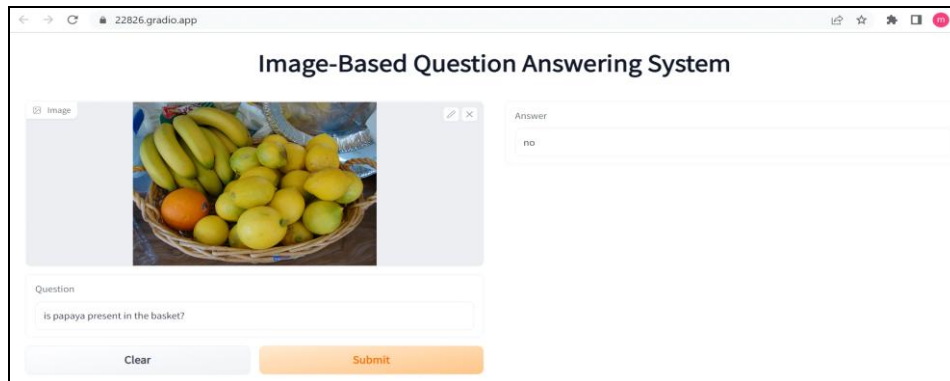 22826.gradio.app
m
Image-Based Question Answering System
Image
Answer
no
Question
is papaya present in the basket?
Clear
Submit